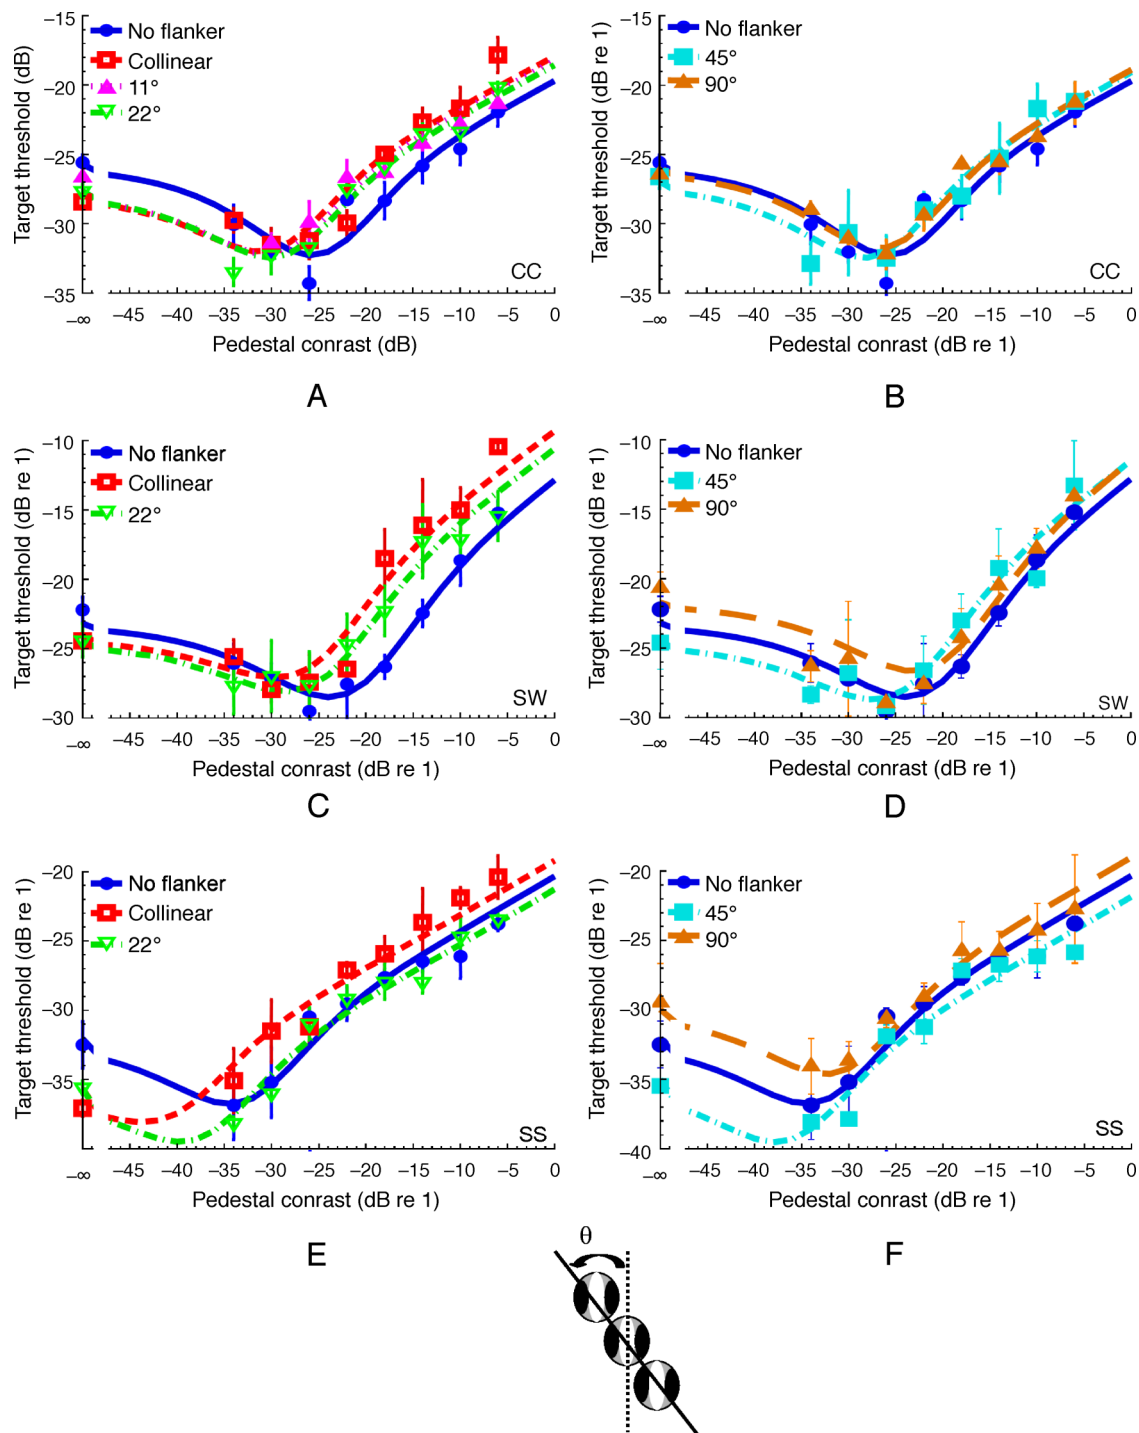 −15
−20
−25
−30
−35
Target threshold (dB)
No flanker
Collinear
11°
22°
CC
−∞ −45 −40 −35 −30 −25 −20 −15 −10 −5 0
Pedestal conrast (dB)
A
−15
−20
−25
−30
−35
Target threshold (dB re 1)
No flanker
45°
90°
CC
−∞ −45 −40 −35 −30 −25 −20 −15 −10 −5 0
Pedestal conrast (dB re 1)
B
−10
−15
−20
−25
−30
Target threshold (dB re 1)
No flanker
Collinear
22°
SW
−∞ −45 −40 −35 −30 −25 −20 −15 −10 −5 0
Pedestal conrast (dB re 1)
C
−10
−15
−20
−25
−30
Target threshold (dB re 1)
No flanker
45°
90°
SW
−∞ −45 −40 −35 −30 −25 −20 −15 −10 −5 0
Pedestal conrast (dB re 1)
D
−20
−25
−30
−35
Target threshold (dB re 1)
No flanker
Collinear
22°
SS
−∞ −45 −40 −35 −30 −25 −20 −15 −10 −5 0
Pedestal conrast (dB re 1)
E
−20
−25
−30
−35
−40
Target threshold (dB re 1)
No flanker
45°
90°
SS
−∞ −45 −40 −35 −30 −25 −20 −15 −10 −5 0
Pedestal conrast (dB re 1)
F
θ